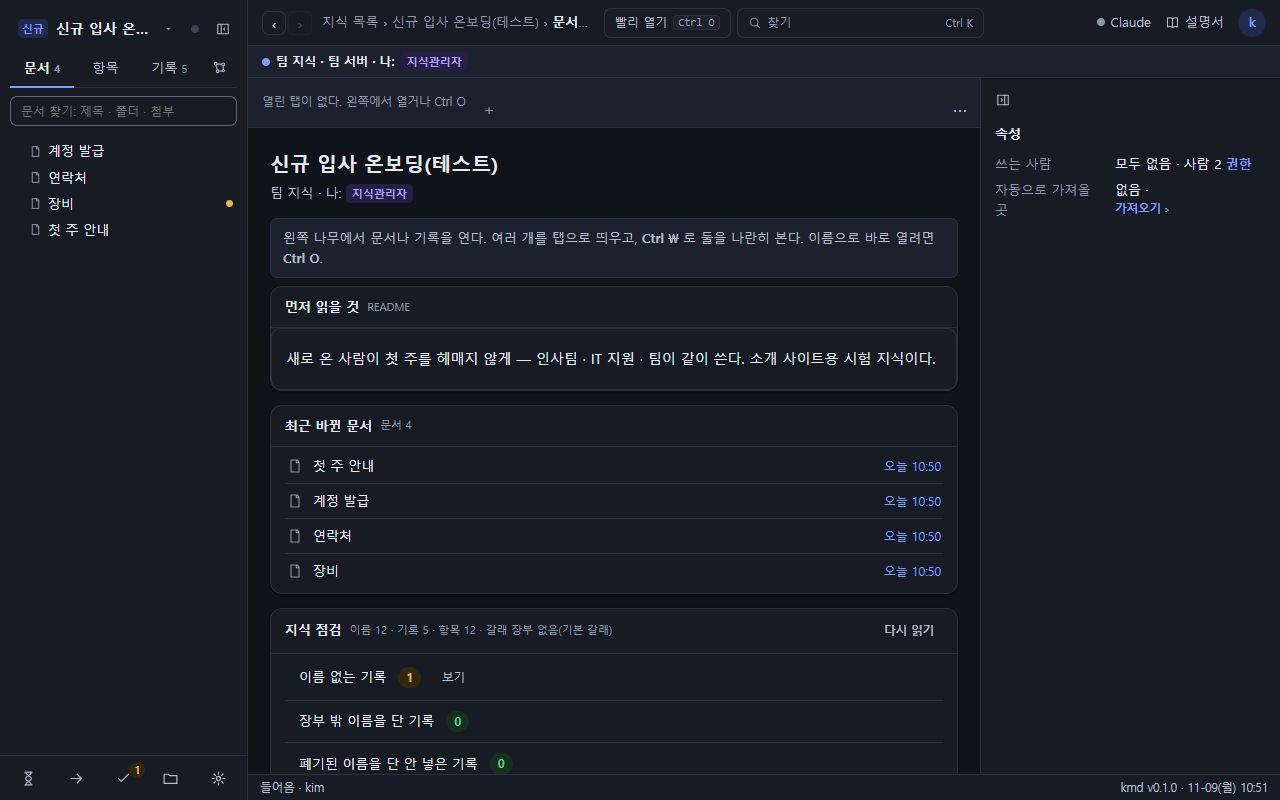 신규 신규 입사 온...
문서 4 항목 기록 5
문서 찾기: 제목 · 폴더 · 첨부
계정 발급
연락처
장비
첫 주 안내
1
‹ › 지식 목록 › 신규 입사 온보딩(테스트) › 문서... 빨리 열기 Ctrl O 찾기 Ctrl K Claude 설명서 k
팀 지식 · 팀 서버 · 나: 지식관리자
열린 탭이 없다. 왼쪽에서 열거나 Ctrl O + ...
신규 입사 온보딩(테스트)
팀 지식 · 나: 지식관리자
왼쪽 나무에서 문서나 기록을 연다. 여러 개를 탭으로 띄우고, Ctrl ₩ 로 둘을 나란히 본다. 이름으로 바로 열려면
Ctrl O.
먼저 읽을 것 README
새로 온 사람이 첫 주를 헤매지 않게 — 인사팀 · IT 지원 · 팀이 같이 쓴다. 소개 사이트용 시험 지식이다.
최근 바뀐 문서 문서 4
첫 주 안내 오늘 10:50
계정 발급 오늘 10:50
연락처 오늘 10:50
장비 오늘 10:50
지식 점검 이름 12 · 기록 5 · 항목 12 · 갈래 장부 없음(기본 갈래) 다시 읽기
이름 없는 기록 1 보기
장부 밖 이름을 단 기록 0
폐기된 이름을 단 안 넣은 기록 0
속성
쓰는 사람 모두 없음 · 사람 2 권한
자동으로 가져올 없음 ·
곳 가져오기 ›
들어옴 · kim kmd v0.1.0 · 11-09(월) 10:51